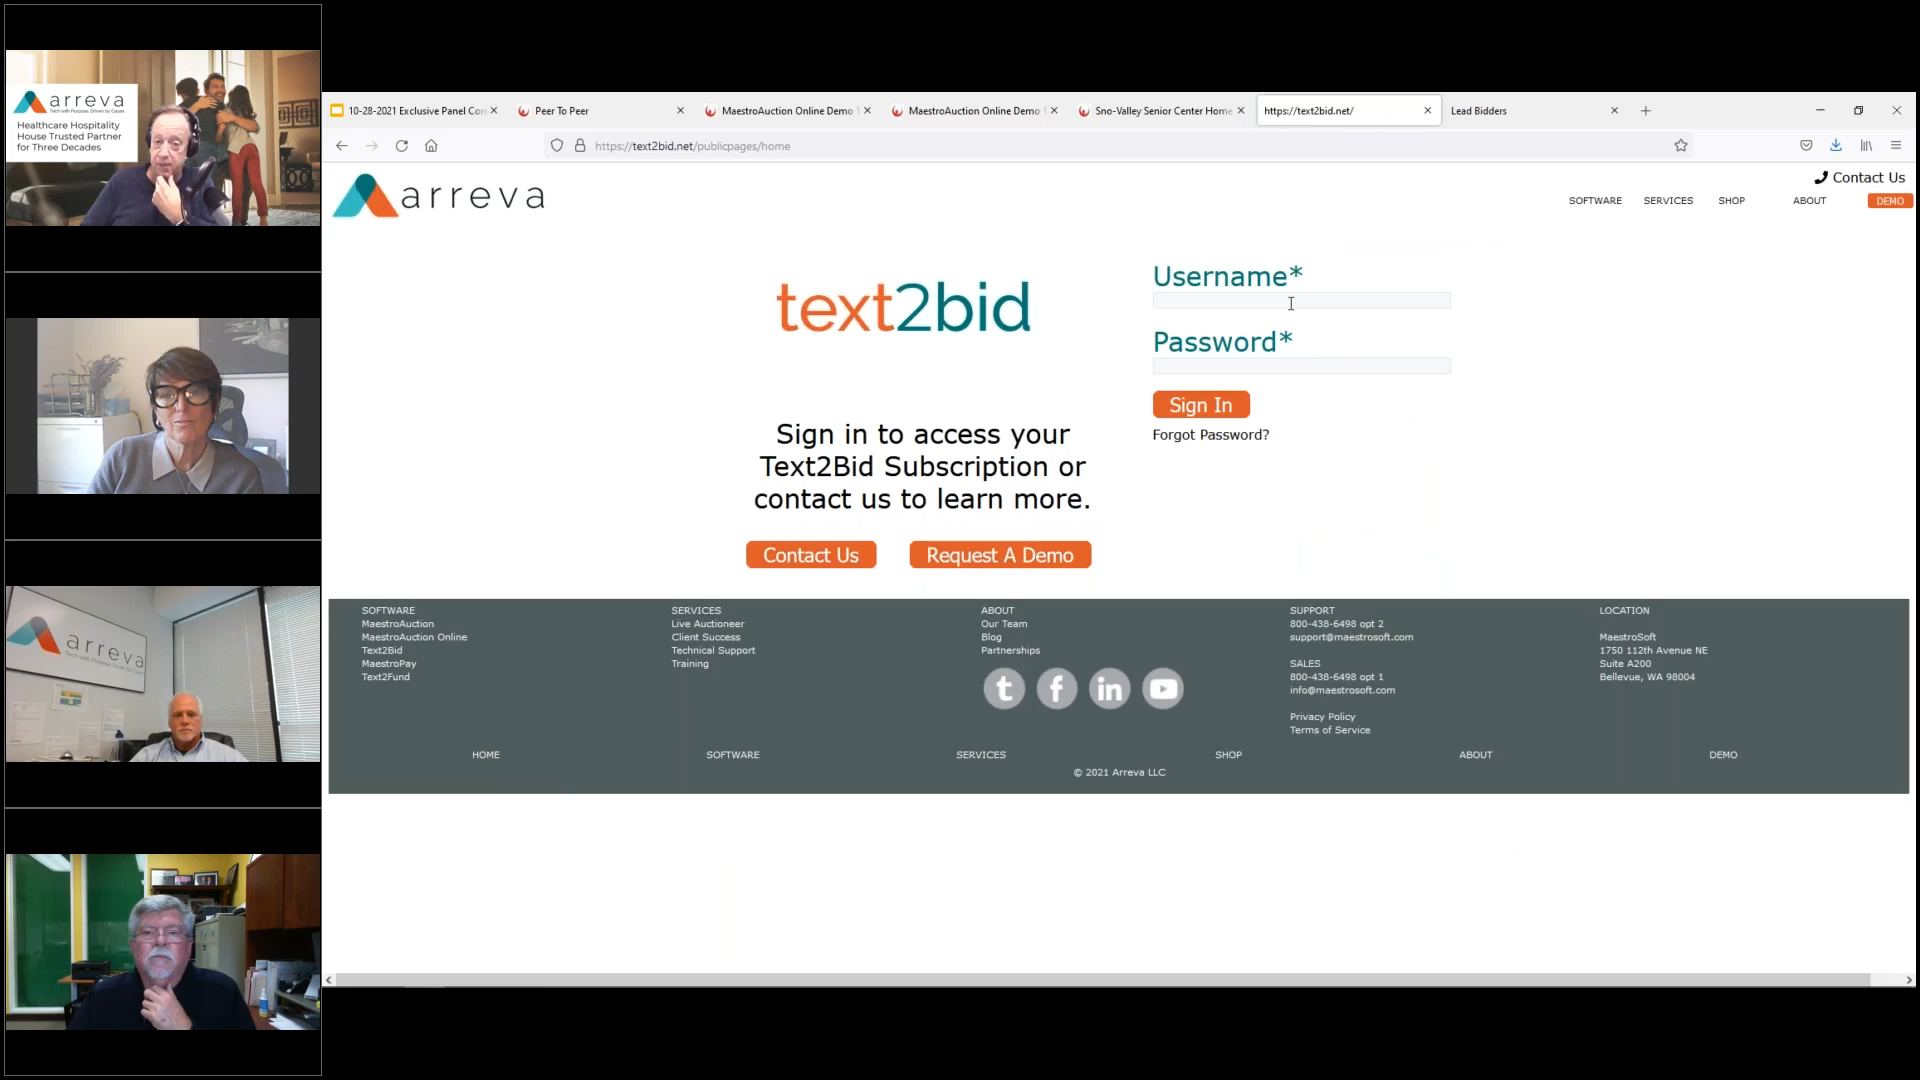 arreva
Tech with Purpose. Driven by Cause.
Healthcare Hospitality
House Trusted Partner
for Three Decades
arreva
10-28-2021 Exclusive Panel Con
Peer To Peer
MaestroAuction Online Demo
MaestroAuction Online Demo
Sno-Valley Senior Center Home
https://text2bid.net/
Lead Bidders
https://text2bid.net/publicpages/home
arreva
Contact Us
SOFTWARE SERVICES SHOP ABOUT DEMO
text2bid
Sign in to access your
Text2Bid Subscription or
contact us to learn more.
Contact Us Request A Demo
Username*
Password*
Sign In
Forgot Password?
SOFTWARE
MaestroAuction
MaestroAuction Online
Text2Bid
MaestroPay
Text2Fund
SERVICES
Live Auctioneer
Client Success
Technical Support
Training
ABOUT
Our Team
Blog
Partnerships
SUPPORT
800-438-6498 opt 2
support@maestrosoft.com
SALES
800-438-6498 opt 1
info@maestrosoft.com
Privacy Policy
Terms of Service
LOCATION
MaestroSoft
1750 112th Avenue NE
Suite A200
Bellevue, WA 98004
HOME SOFTWARE SERVICES SHOP ABOUT DEMO
© 2021 Arreva LLC